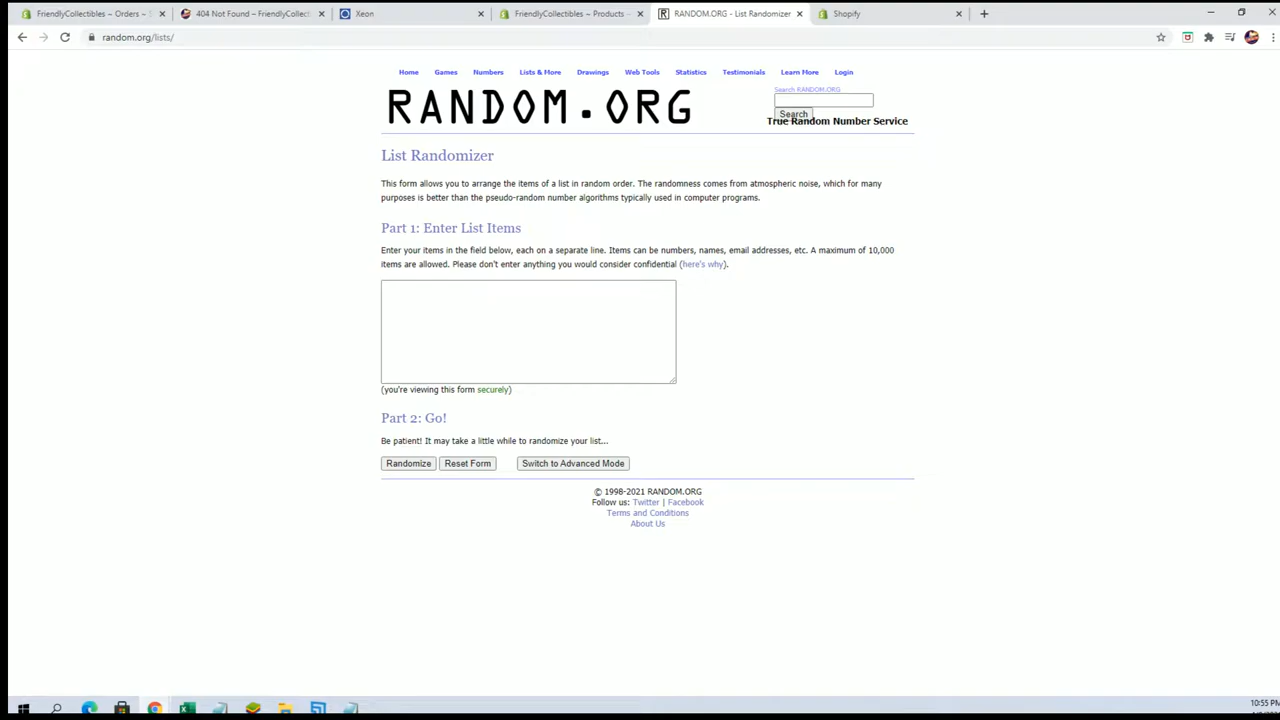 FriendlyCollectibles ~ Orders ~ S
404 Not Found – FriendlyCollect
Xeon
FriendlyCollectibles ~ Products ~
RANDOM.ORG - List Randomizer
Shopify
random.org/lists/
Home Games Numbers Lists & More Drawings Web Tools Statistics Testimonials Learn More Login
Search RANDOM.ORG
RANDOM.ORG
Search
True Random Number Service
List Randomizer
This form allows you to arrange the items of a list in random order. The randomness comes from atmospheric noise, which for many
purposes is better than the pseudo-random number algorithms typically used in computer programs.
Part 1: Enter List Items
Enter your items in the field below, each on a separate line. Items can be numbers, names, email addresses, etc. A maximum of 10,000
items are allowed. Please don't enter anything you would consider confidential (here's why).
(you're viewing this form securely)
Part 2: Go!
Be patient! It may take a little while to randomize your list...
Randomize Reset Form Switch to Advanced Mode
© 1998-2021 RANDOM.ORG
Follow us: Twitter | Facebook
Terms and Conditions
About Us
10:55 PM